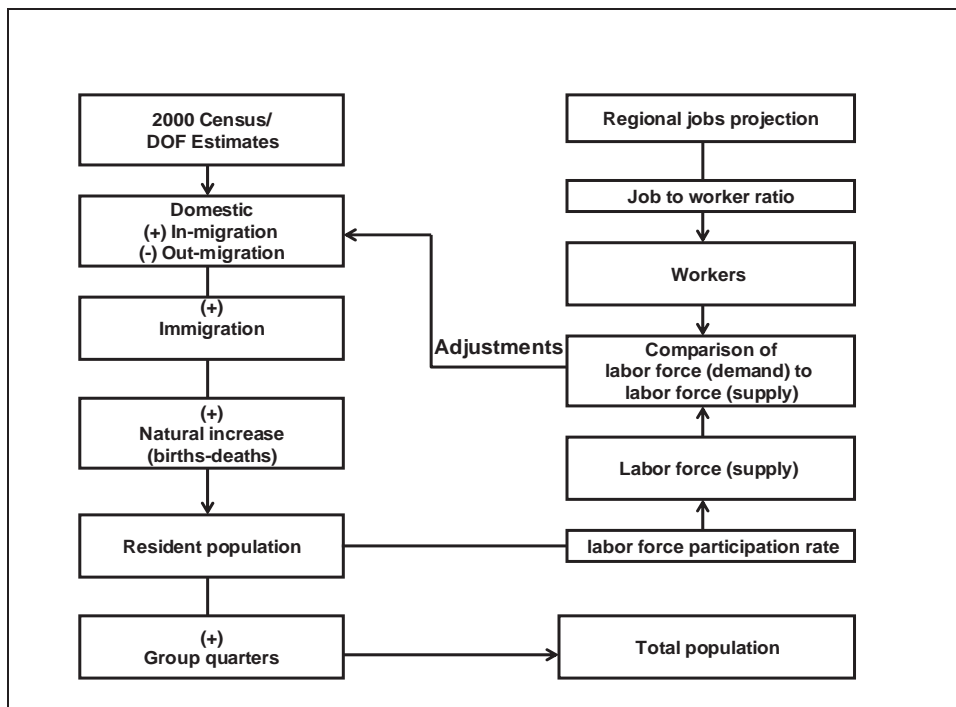 2000 Census/
DOF Estimates
Domestic
(+) In-migration
(-) Out-migration
(+)
Immigration
(+)
Natural increase
(births-deaths)
Resident population
(+)
Group quarters
Adjustments
Regional jobs projection
Job to worker ratio
Workers
Comparison of
labor force (demand) to
labor force (supply)
Labor force (supply)
labor force participation rate
Total population